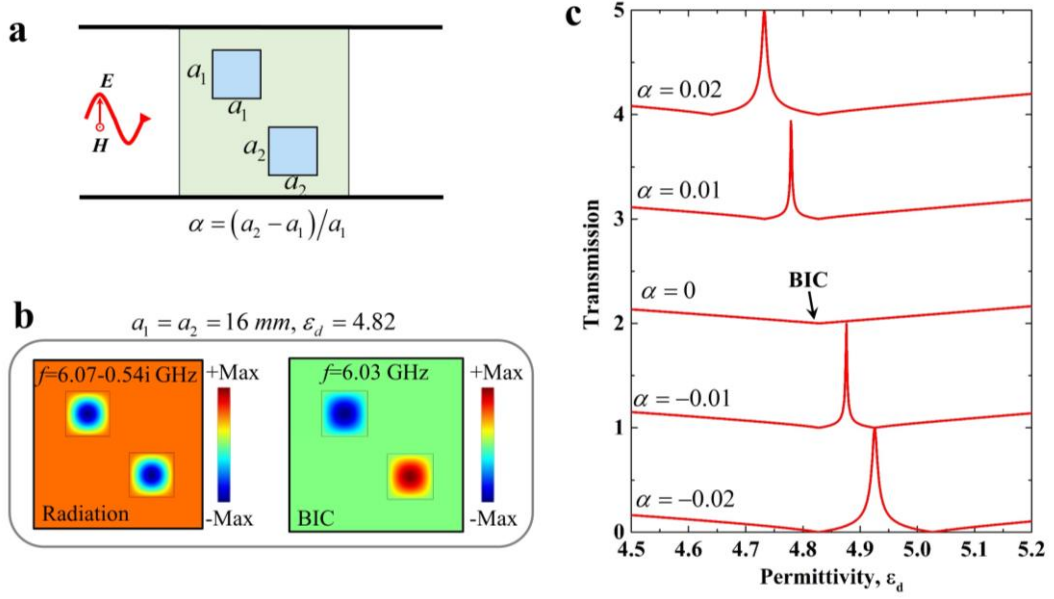 a
E
H
a₁
a₁
a₂
a₂
α = (a₂ − a₁)/a₁
b
a₁ = a₂ = 16 mm, ε_d = 4.82
f=6.07-0.54i GHz
+Max
-Max
Radiation
f=6.03 GHz
+Max
-Max
BIC
c
Transmission
5
4
3
2
1
0
α = 0.02
α = 0.01
BIC
α = 0
α = −0.01
α = −0.02
4.5 4.6 4.7 4.8 4.9 5.0 5.1 5.2
Permittivity, ε_d